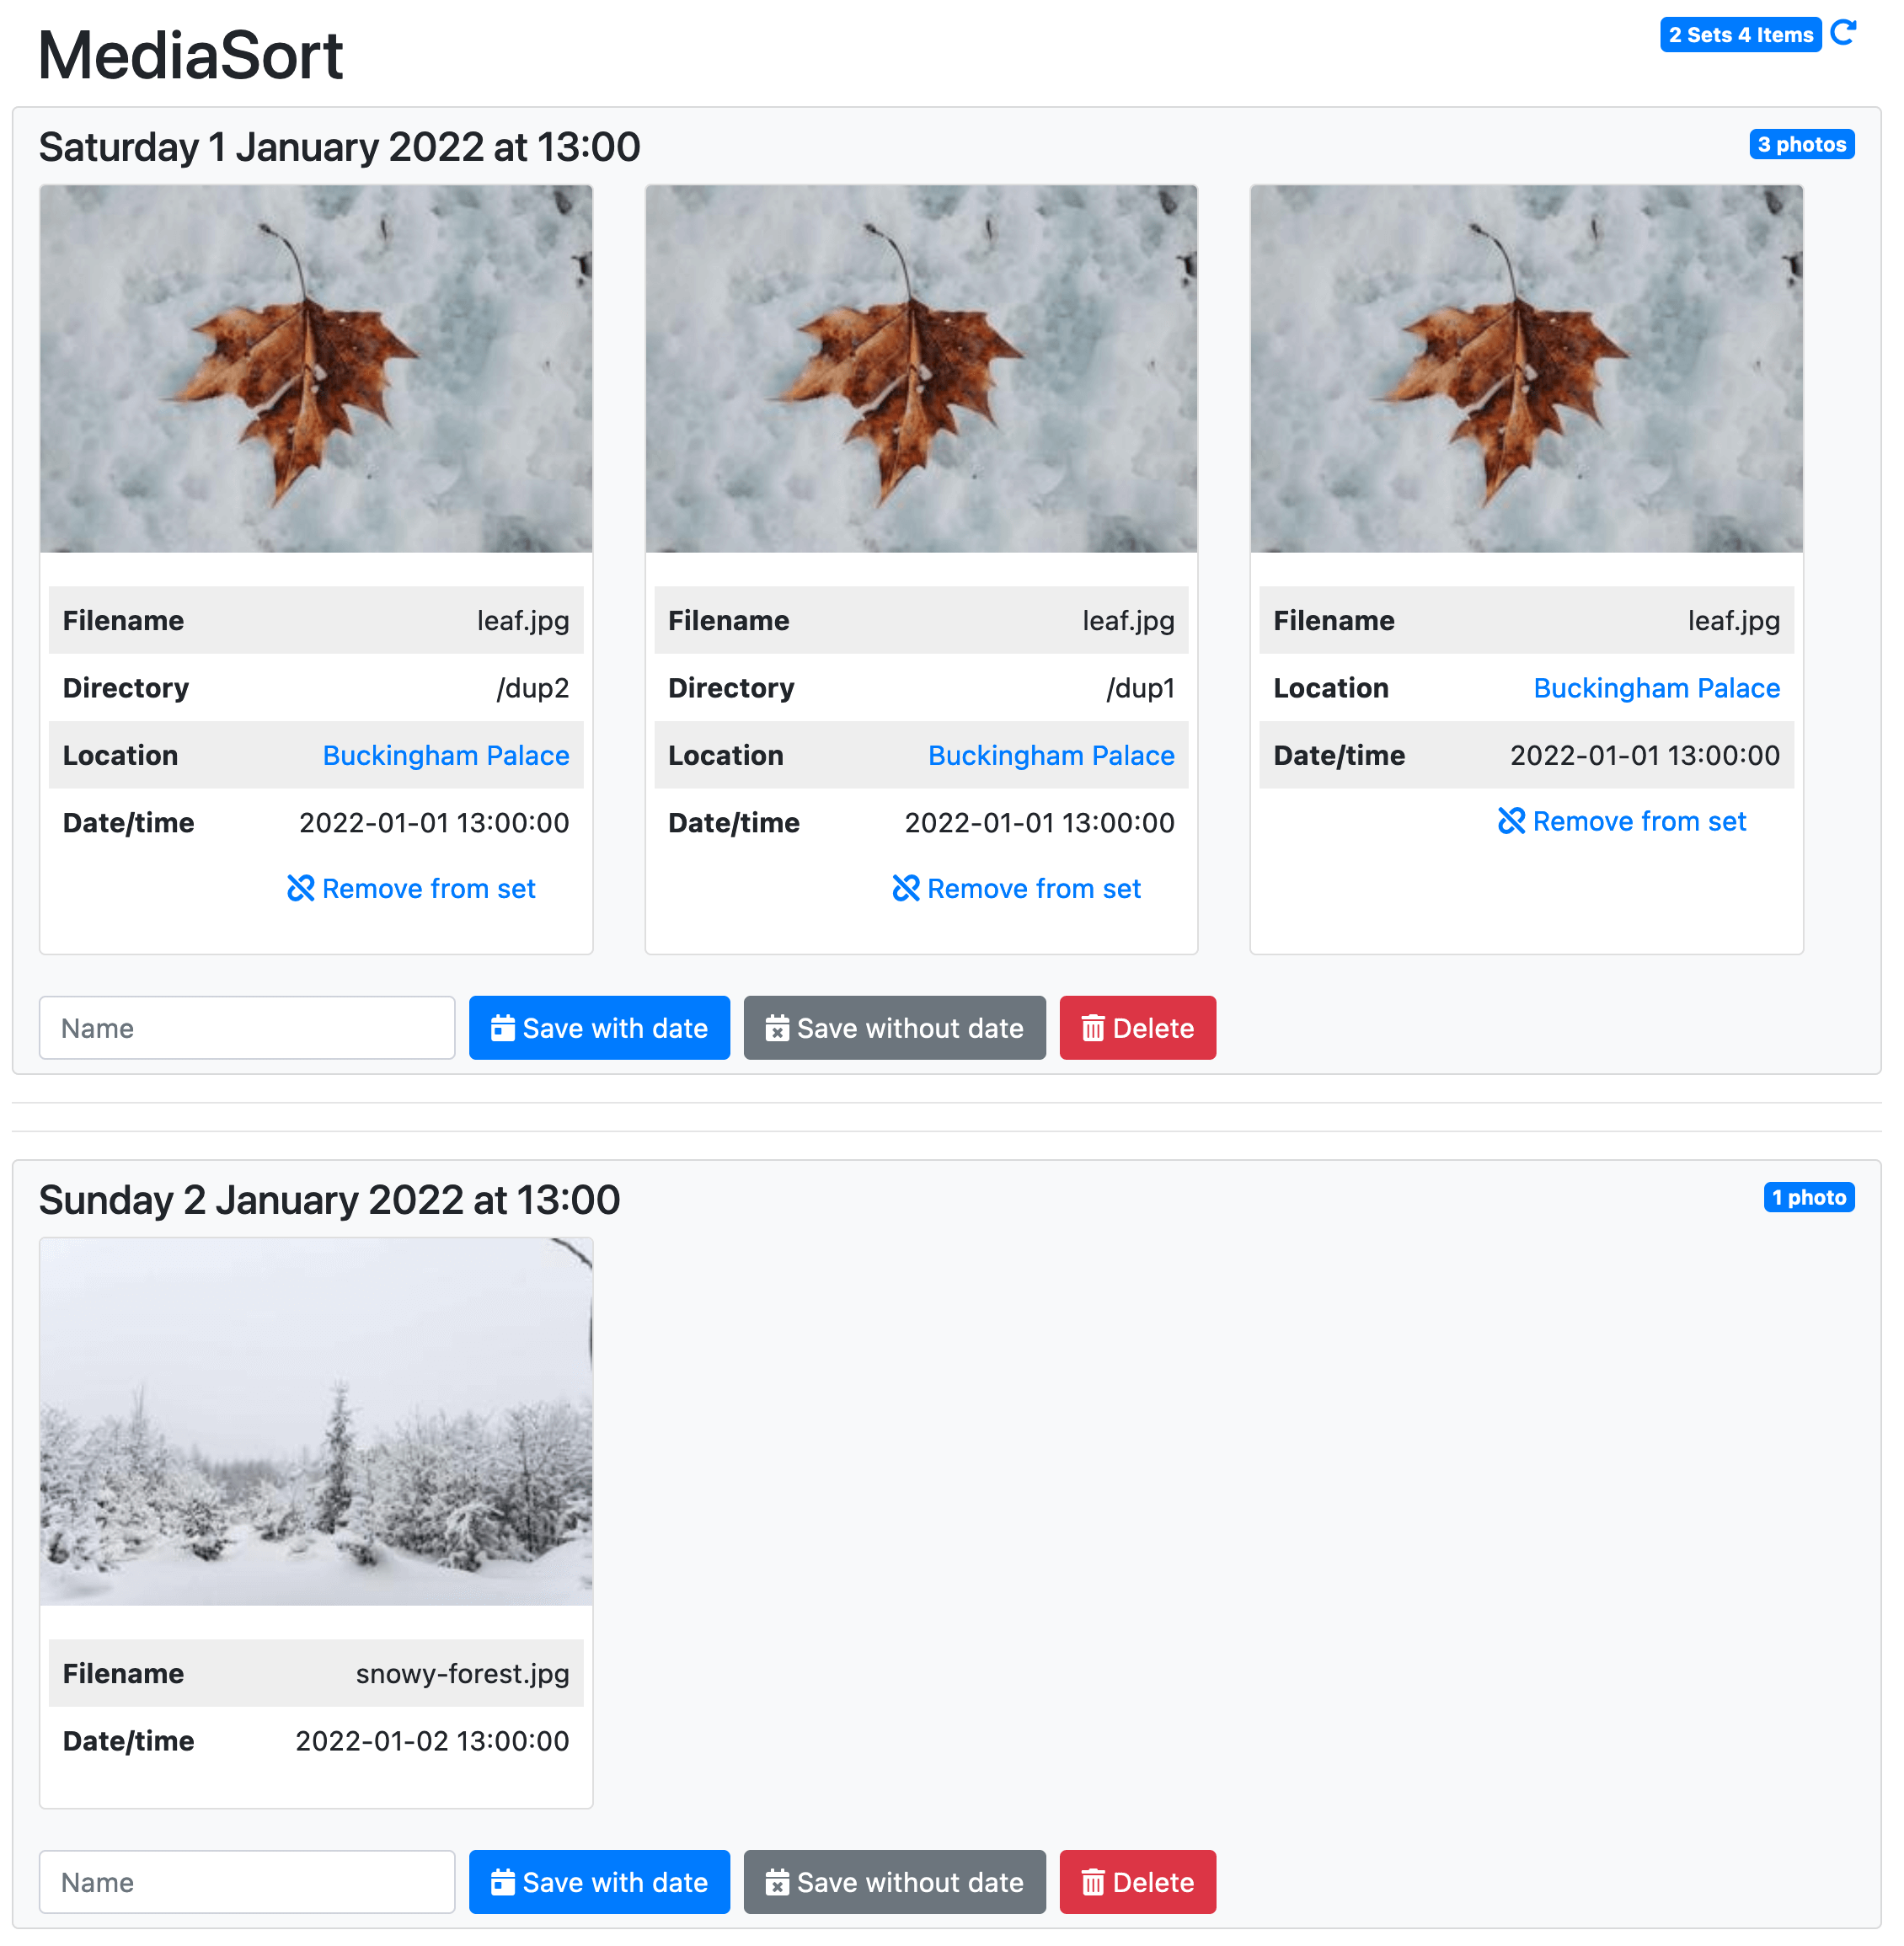 MediaSort
2 Sets 4 Items
Saturday 1 January 2022 at 13:00
3 photos
Filename leaf.jpg
Directory /dup2
Location Buckingham Palace
Date/time 2022-01-01 13:00:00
Remove from set
Filename leaf.jpg
Directory /dup1
Location Buckingham Palace
Date/time 2022-01-01 13:00:00
Remove from set
Filename leaf.jpg
Location Buckingham Palace
Date/time 2022-01-01 13:00:00
Remove from set
Name Save with date Save without date Delete
Sunday 2 January 2022 at 13:00
1 photo
Filename snowy-forest.jpg
Date/time 2022-01-02 13:00:00
Name Save with date Save without date Delete